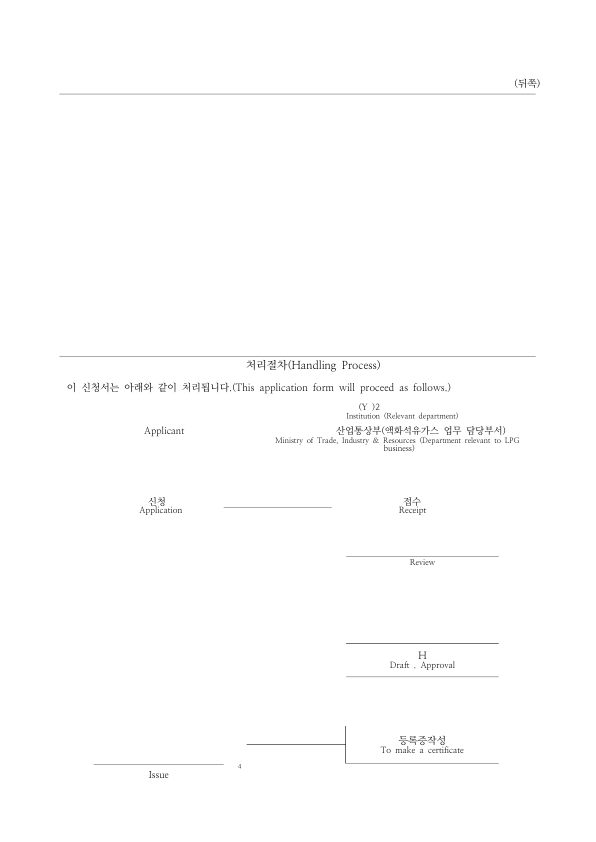 (뒤쪽)
처리절차(Handling Process)
이 신청서는 아래와 같이 처리됩니다.(This application form will proceed as follows.)
(Y )2
Institution (Relevant department)
Applicant
산업통상부(액화석유가스 업무 담당부서)
Ministry of Trade, Industry & Resources (Department relevant to LPG
business)
신청
Application
접수
Receipt
Review
H
Draft . Approval
등록증작성
To make a certificate
4
Issue